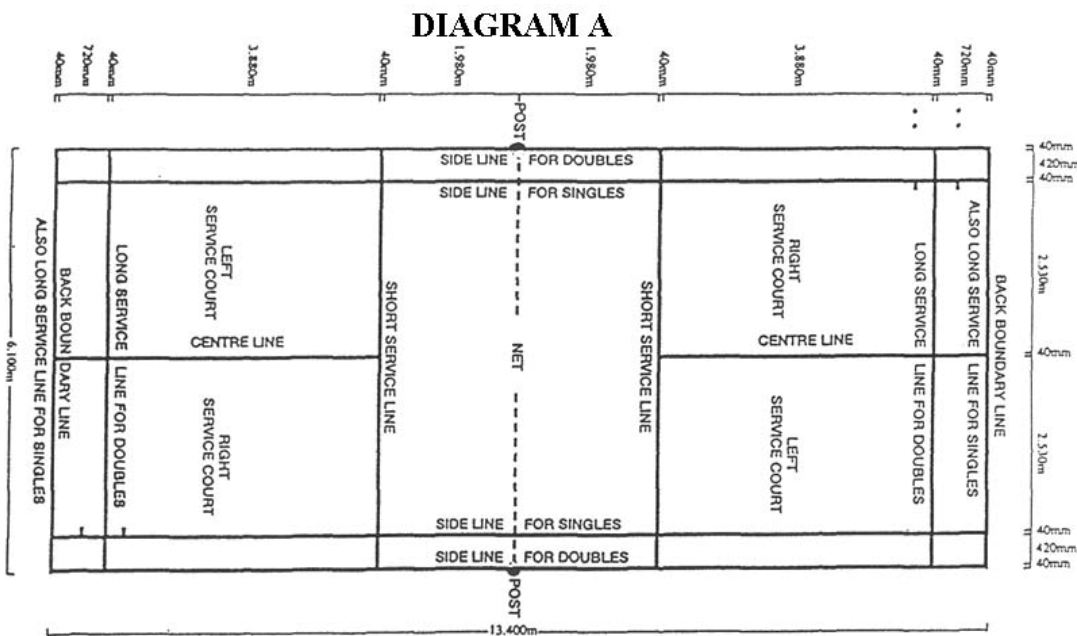 DIAGRAM A
40mm
720mm
40mm
3.880m
40mm
1.980m
1.980m
40mm
3.880m
40mm
720mm
40mm
* *
POST
40mm
420mm
40mm
2.530m
40mm
2.530m
40mm
420mm
40mm
SIDE LINE FOR DOUBLES
SIDE LINE FOR SINGLES
6.100m
ALSO LONG SERVICE LINE FOR SINGLES
BACK BOUNDARY LINE
LONG SERVICE LINE FOR DOUBLES
LEFT
SERVICE COURT
CENTRE LINE
RIGHT
SERVICE COURT
SHORT SERVICE LINE
NET
SHORT SERVICE LINE
RIGHT
SERVICE COURT
CENTRE LINE
LEFT
SERVICE COURT
LONG SERVICE LINE FOR DOUBLES
ALSO LONG SERVICE LINE FOR SINGLES
BACK BOUNDARY LINE
SIDE LINE FOR SINGLES
SIDE LINE FOR DOUBLES
POST
13.400m